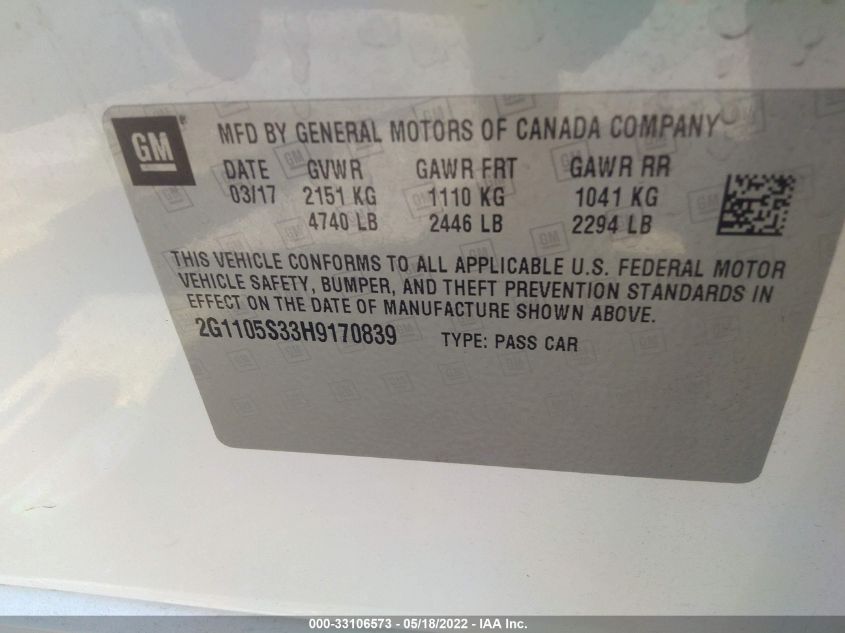 GM
MFD BY GENERAL MOTORS OF CANADA COMPANY
DATE GVWR GAWR FRT GAWR RR
03/17 2151 KG 1110 KG 1041 KG
4740 LB 2446 LB 2294 LB
THIS VEHICLE CONFORMS TO ALL APPLICABLE U.S. FEDERAL MOTOR
VEHICLE SAFETY, BUMPER, AND THEFT PREVENTION STANDARDS IN
EFFECT ON THE DATE OF MANUFACTURE SHOWN ABOVE.
2G1105S33H9170839 TYPE: PASS CAR
000-33106573 - 05/18/2022 - IAA Inc.